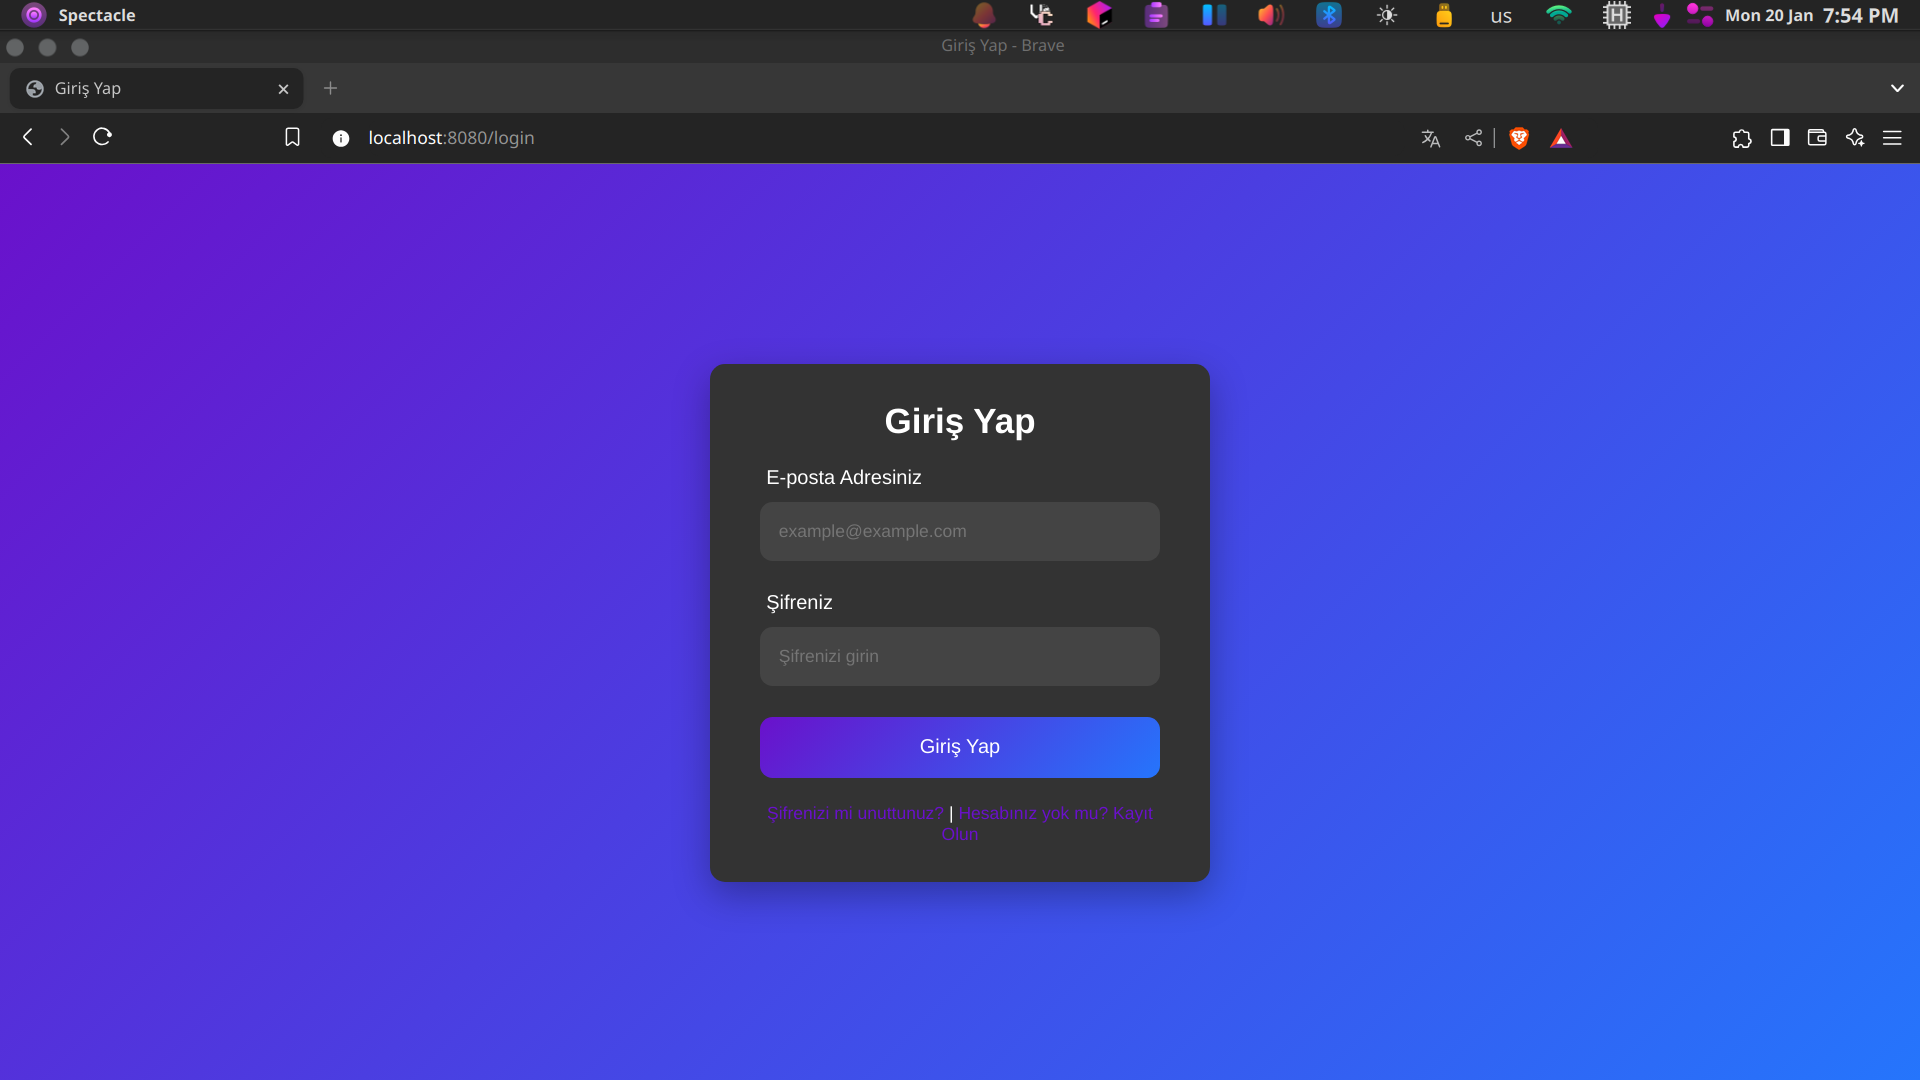 Spectacle
us
Mon 20 Jan 7:54 PM
Giriş Yap - Brave
Giriş Yap
localhost:8080/login
Giriş Yap
E-posta Adresiniz
example@example.com
Şifreniz
Şifrenizi girin
Giriş Yap
Şifrenizi mi unuttunuz? | Hesabınız yok mu? Kayıt
Olun